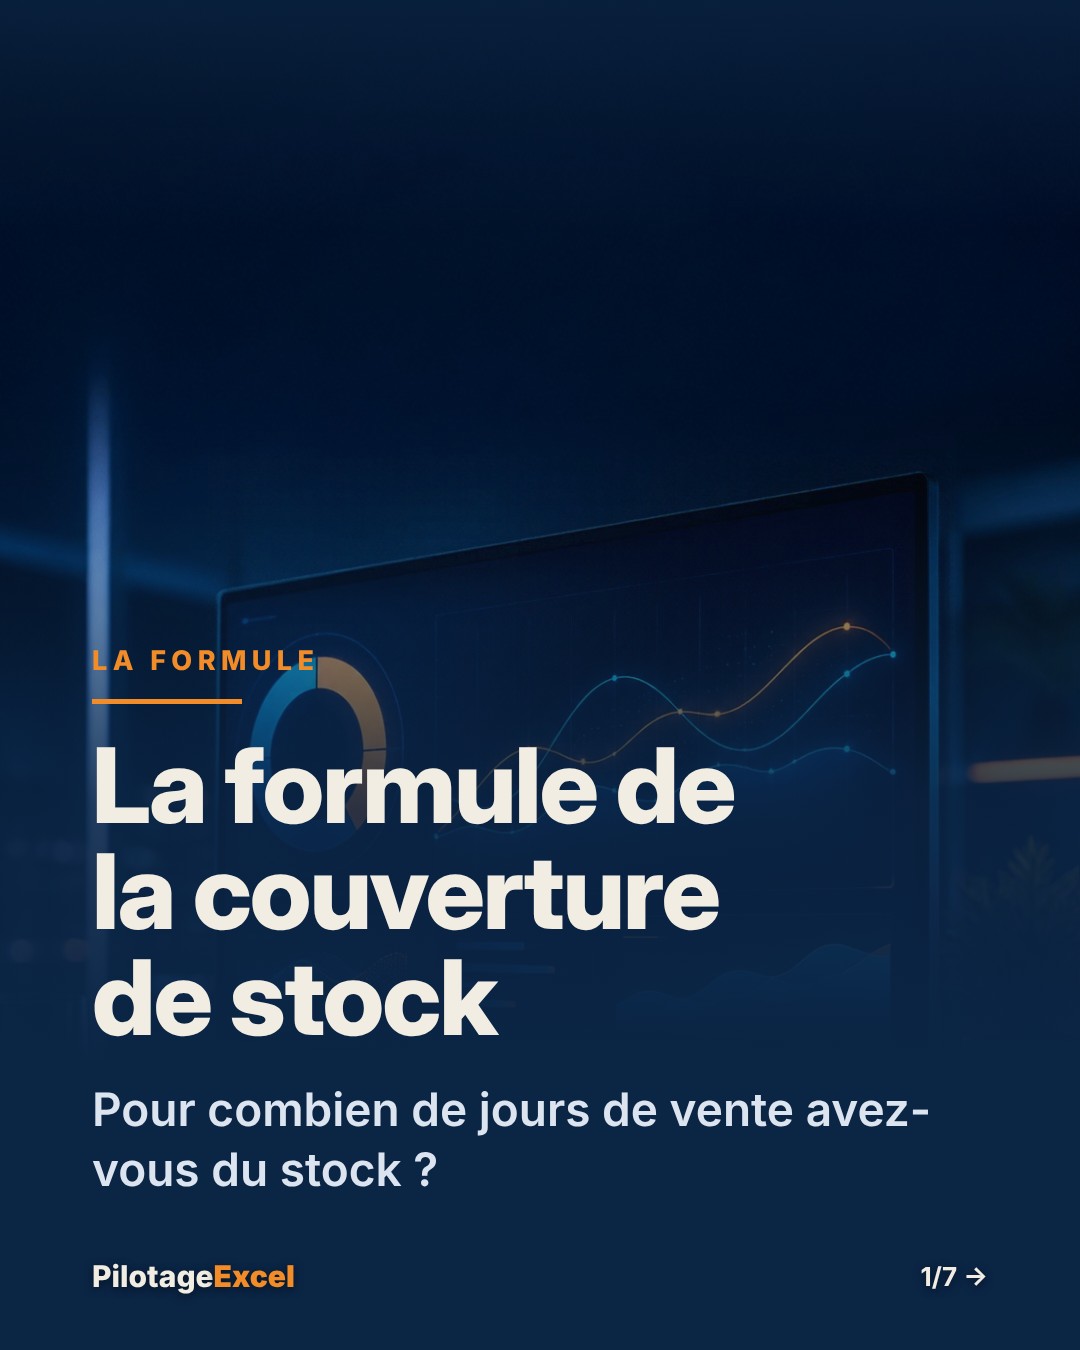 LA FORMULE
La formule de
la couverture
de stock
Pour combien de jours de vente avez-
vous du stock ?
PilotageExcel
1/7 →